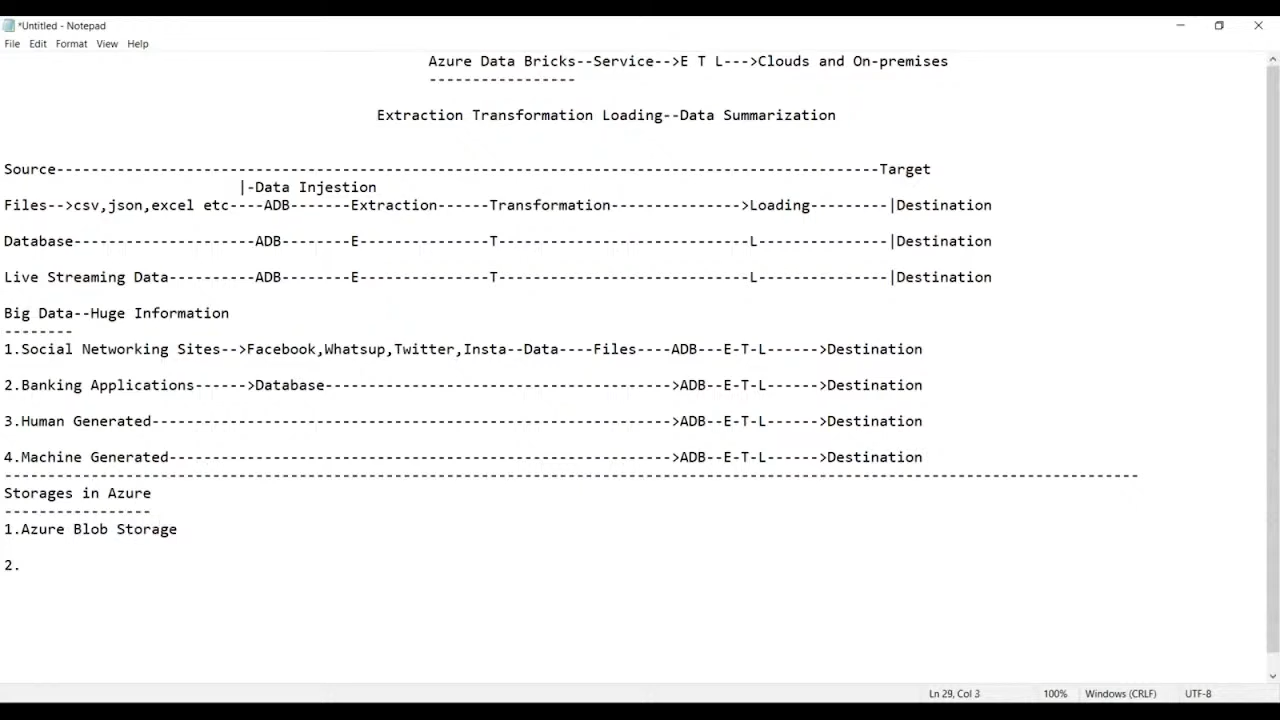 *Untitled - Notepad
File Edit Format View Help
Azure Data Bricks--Service-->E T L--->Clouds and On-premises
-----------------
Extraction Transformation Loading--Data Summarization
Source-----------------------------------------------------------------------------------------------Target
|-Data Injestion
Files-->csv,json,excel etc----ADB-------Extraction------Transformation--------------->Loading---------|Destination
Database---------------------ADB--------E---------------T-----------------------------L---------------|Destination
Live Streaming Data----------ADB--------E---------------T-----------------------------L---------------|Destination
Big Data--Huge Information
--------
1.Social Networking Sites-->Facebook,Whatsup,Twitter,Insta--Data----Files----ADB---E-T-L------>Destination
2.Banking Applications------>Database---------------------------------------->ADB--E-T-L------>Destination
3.Human Generated------------------------------------------------------------>ADB--E-T-L------>Destination
4.Machine Generated---------------------------------------------------------->ADB--E-T-L------>Destination
-----------------------------------------------------------------------------------------------------------------------------------
Storages in Azure
-----------------
1.Azure Blob Storage
2.
Ln 29, Col 3 100% Windows (CRLF) UTF-8